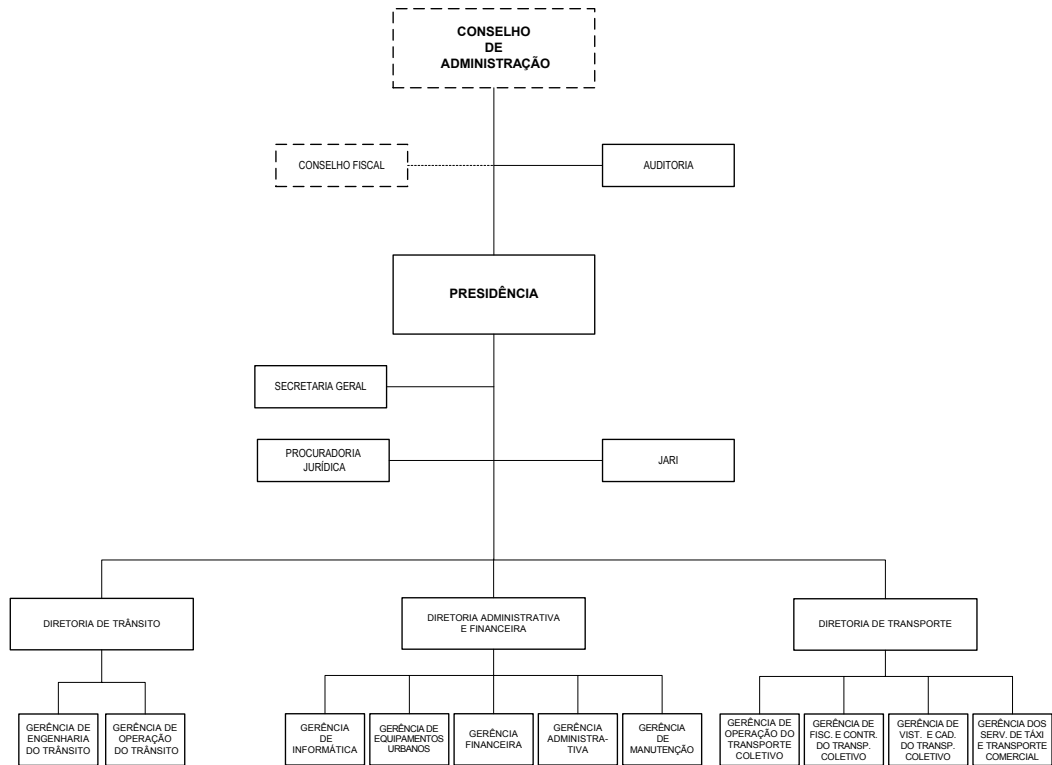 CONSELHO
DE
ADMINISTRAÇÃO
CONSELHO FISCAL
AUDITORIA
PRESIDÊNCIA
SECRETARIA GERAL
PROCURADORIA
JURÍDICA
JARI
DIRETORIA DE TRÂNSITO
DIRETORIA ADMINISTRATIVA
E FINANCEIRA
DIRETORIA DE TRANSPORTE
GERÊNCIA DE
ENGENHARIA
DO TRÂNSITO
GERÊNCIA DE
OPERAÇÃO
DO TRÂNSITO
GERÊNCIA
DE
INFORMÁTICA
GERÊNCIA DE
EQUIPAMENTOS
URBANOS
GERÊNCIA
FINANCEIRA
GERÊNCIA
ADMINISTRA-
TIVA
GERÊNCIA
DE
MANUTENÇÃO
GERÊNCIA DE
OPERAÇÃO DO
TRANSPORTE
COLETIVO
GERÊNCIA DE
FISC. E CONTR.
DO TRANSP.
COLETIVO
GERÊNCIA DE
VIST. E CAD.
DO TRANSP.
COLETIVO
GERÊNCIA DOS
SERV. DE TÁXI
E TRANSPORTE
COMERCIAL